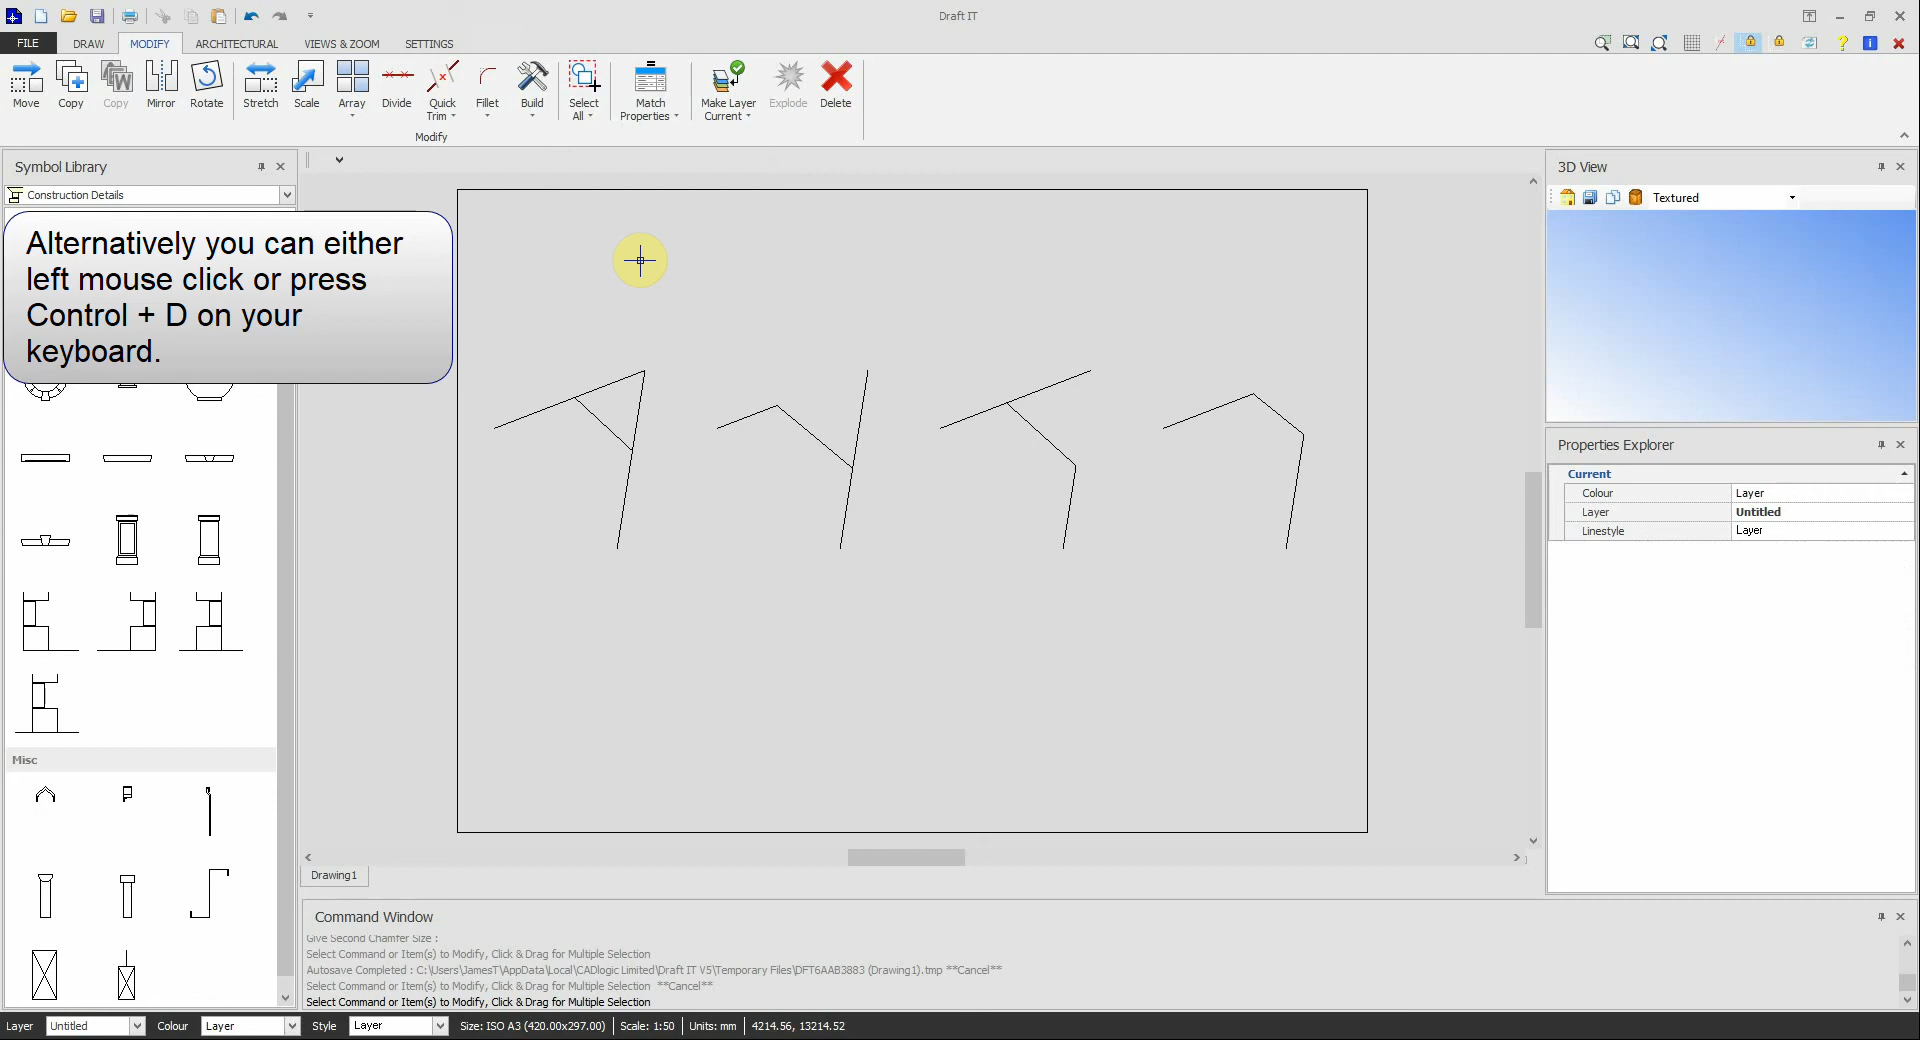 Draft IT
FILE DRAW MODIFY ARCHITECTURAL VIEWS & ZOOM SETTINGS
Move Copy Copy Mirror Rotate Stretch Scale Array Divide Quick Trim Fillet Build Select All Match Properties Make Layer Current Explode Delete
Modify
Symbol Library
Construction Details
Alternatively you can either
left mouse click or press
Control + D on your
keyboard.
Misc
3D View
Textured
Properties Explorer
Current
Colour Layer
Layer Untitled
Linestyle Layer
Drawing1
Command Window
Give Second Chamfer Size :
Select Command or Item(s) to Modify, Click & Drag for Multiple Selection
Autosave Completed : C:\Users\JamesT\AppData\Local\CADlogic Limited\Draft IT V5\Temporary Files\DFT6AAB3883 (Drawing1).tmp **Cancel**
Select Command or Item(s) to Modify, Click & Drag for Multiple Selection **Cancel**
Select Command or Item(s) to Modify, Click & Drag for Multiple Selection
Layer Untitled Colour Layer Style Layer Size: ISO A3 (420.00x297.00) Scale: 1:50 Units: mm 4214.56, 13214.52